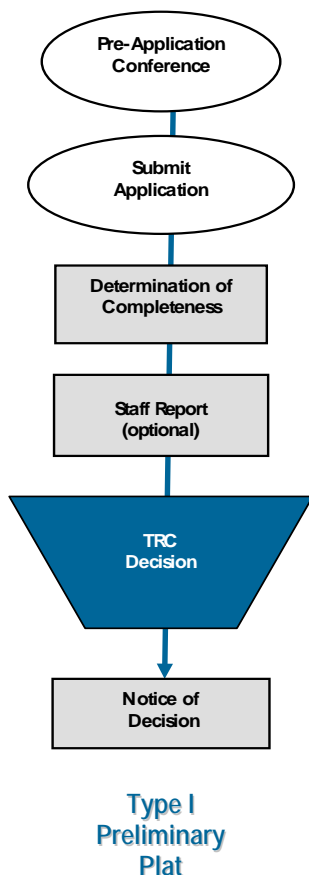 Pre-Application
Conference
Submit
Application
Determination of
Completeness
Staff Report
(optional)
TRC
Decision
Notice of
Decision
Type I
Preliminary
Plat